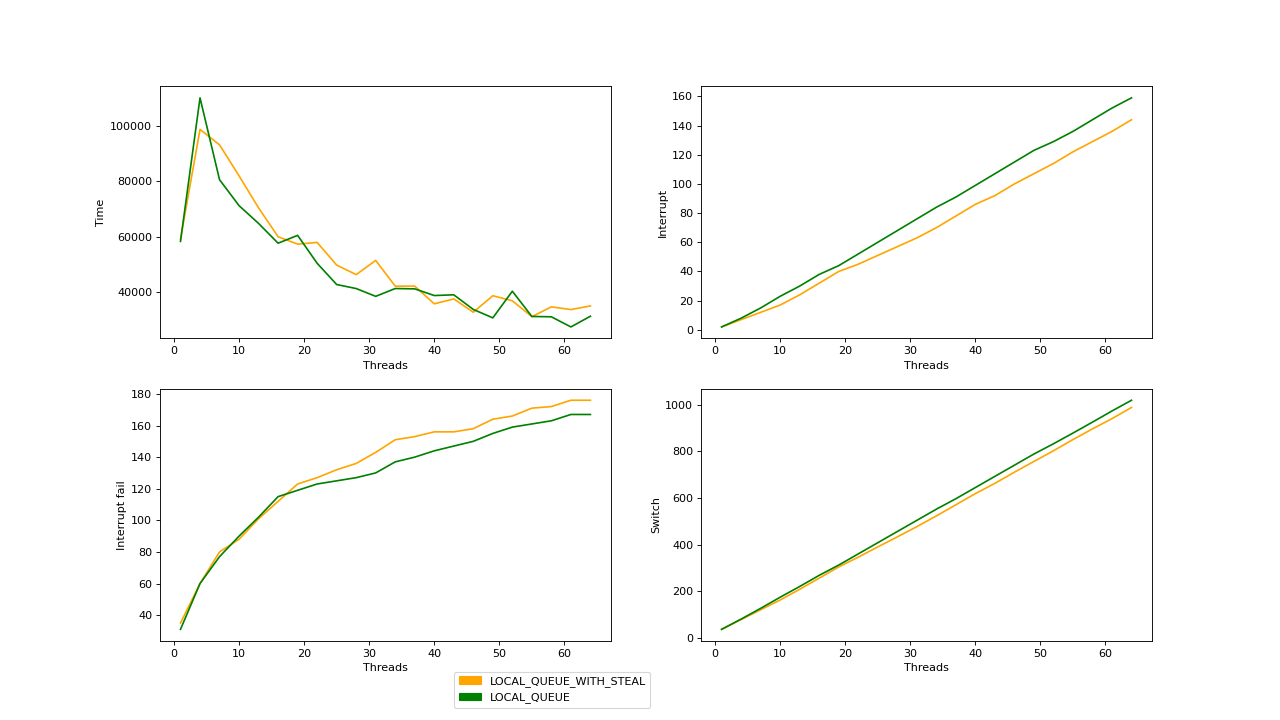 100000
80000
60000
40000
Time
0 10 20 30 40 50 60
Threads
160
140
120
100
80
60
40
20
0
Interrupt
0 10 20 30 40 50 60
Threads
180
160
140
120
100
80
60
40
Interrupt fail
0 10 20 30 40 50 60
Threads
1000
800
600
400
200
0
Switch
0 10 20 30 40 50 60
Threads
LOCAL_QUEUE_WITH_STEAL
LOCAL_QUEUE